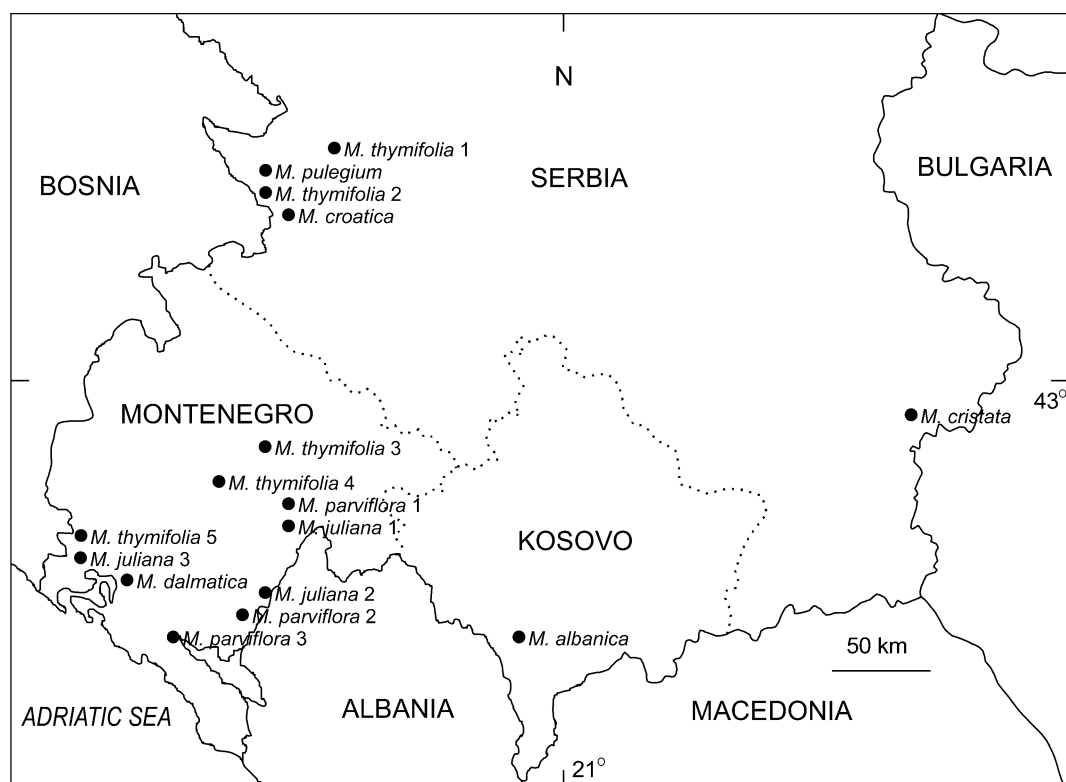 N
M. thymifolia 1
M. pulegium
SERBIA
BULGARIA
BOSNIA
M. thymifolia 2
M. croatica
43°
MONTENEGRO
M. cristata
M. thymifolia 3
M. thymifolia 4
M. parviflora 1
M. juliana 1
KOSOVO
M. thymifolia 5
M. juliana 3
M. dalmatica
M. juliana 2
M. parviflora 2
M. parviflora 3
M. albanica
50 km
ADRIATIC SEA
ALBANIA
MACEDONIA
21°